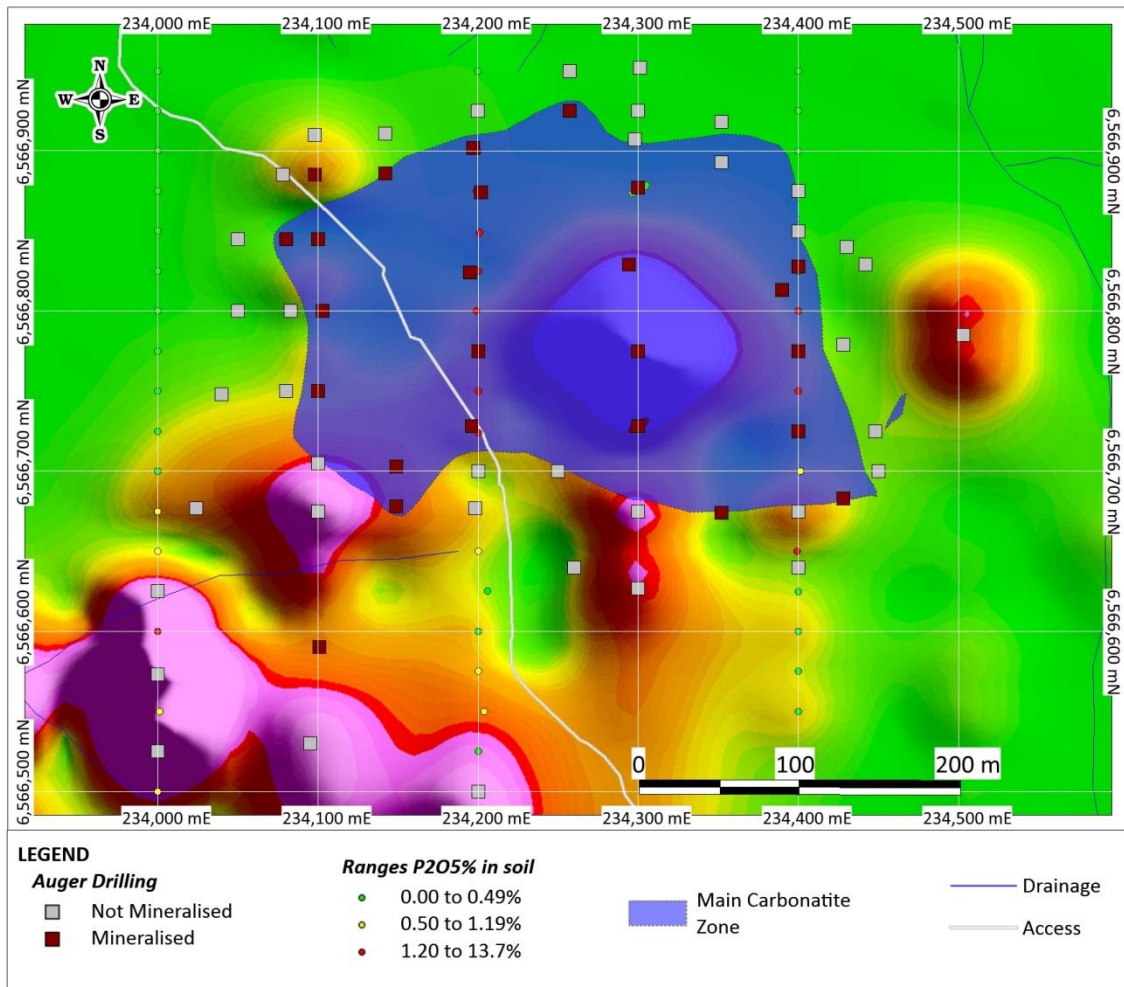 234,000 mE 234,100 mE 234,200 mE 234,300 mE 234,400 mE 234,500 mE
N
W E
S
6,566,900 mN 6,566,900 mN
6,566,800 mN 6,566,800 mN
6,566,700 mN 6,566,700 mN
6,566,600 mN 6,566,600 mN
6,566,500 mN
0 100 200 m
234,000 mE 234,100 mE 234,200 mE 234,300 mE 234,400 mE 234,500 mE
LEGEND
Auger Drilling
Not Mineralised
Mineralised
Ranges P2O5% in soil
0.00 to 0.49%
0.50 to 1.19%
1.20 to 13.7%
Main Carbonatite
Zone
Drainage
Access